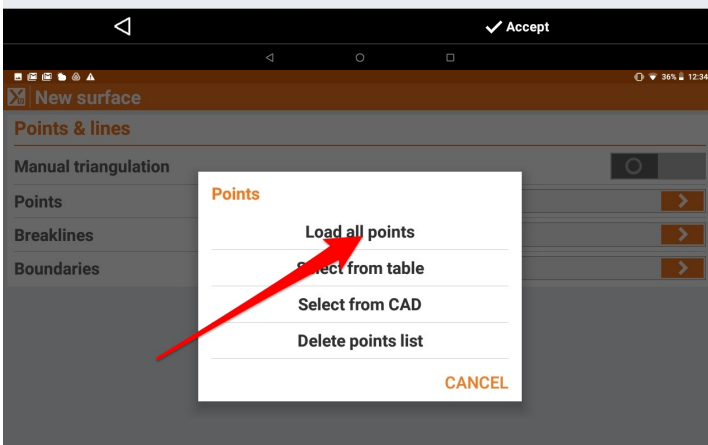 Accept
36% 12:34
New surface
Points & lines
Manual triangulation
Points
Breaklines
Boundaries
Points
Load all points
Select from table
Select from CAD
Delete points list
CANCEL